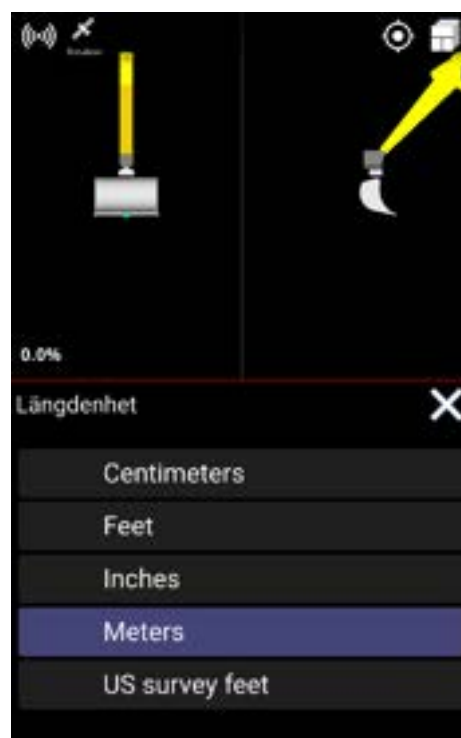 0.0%
Längdenhet
Centimeters
Feet
Inches
Meters
US survey feet